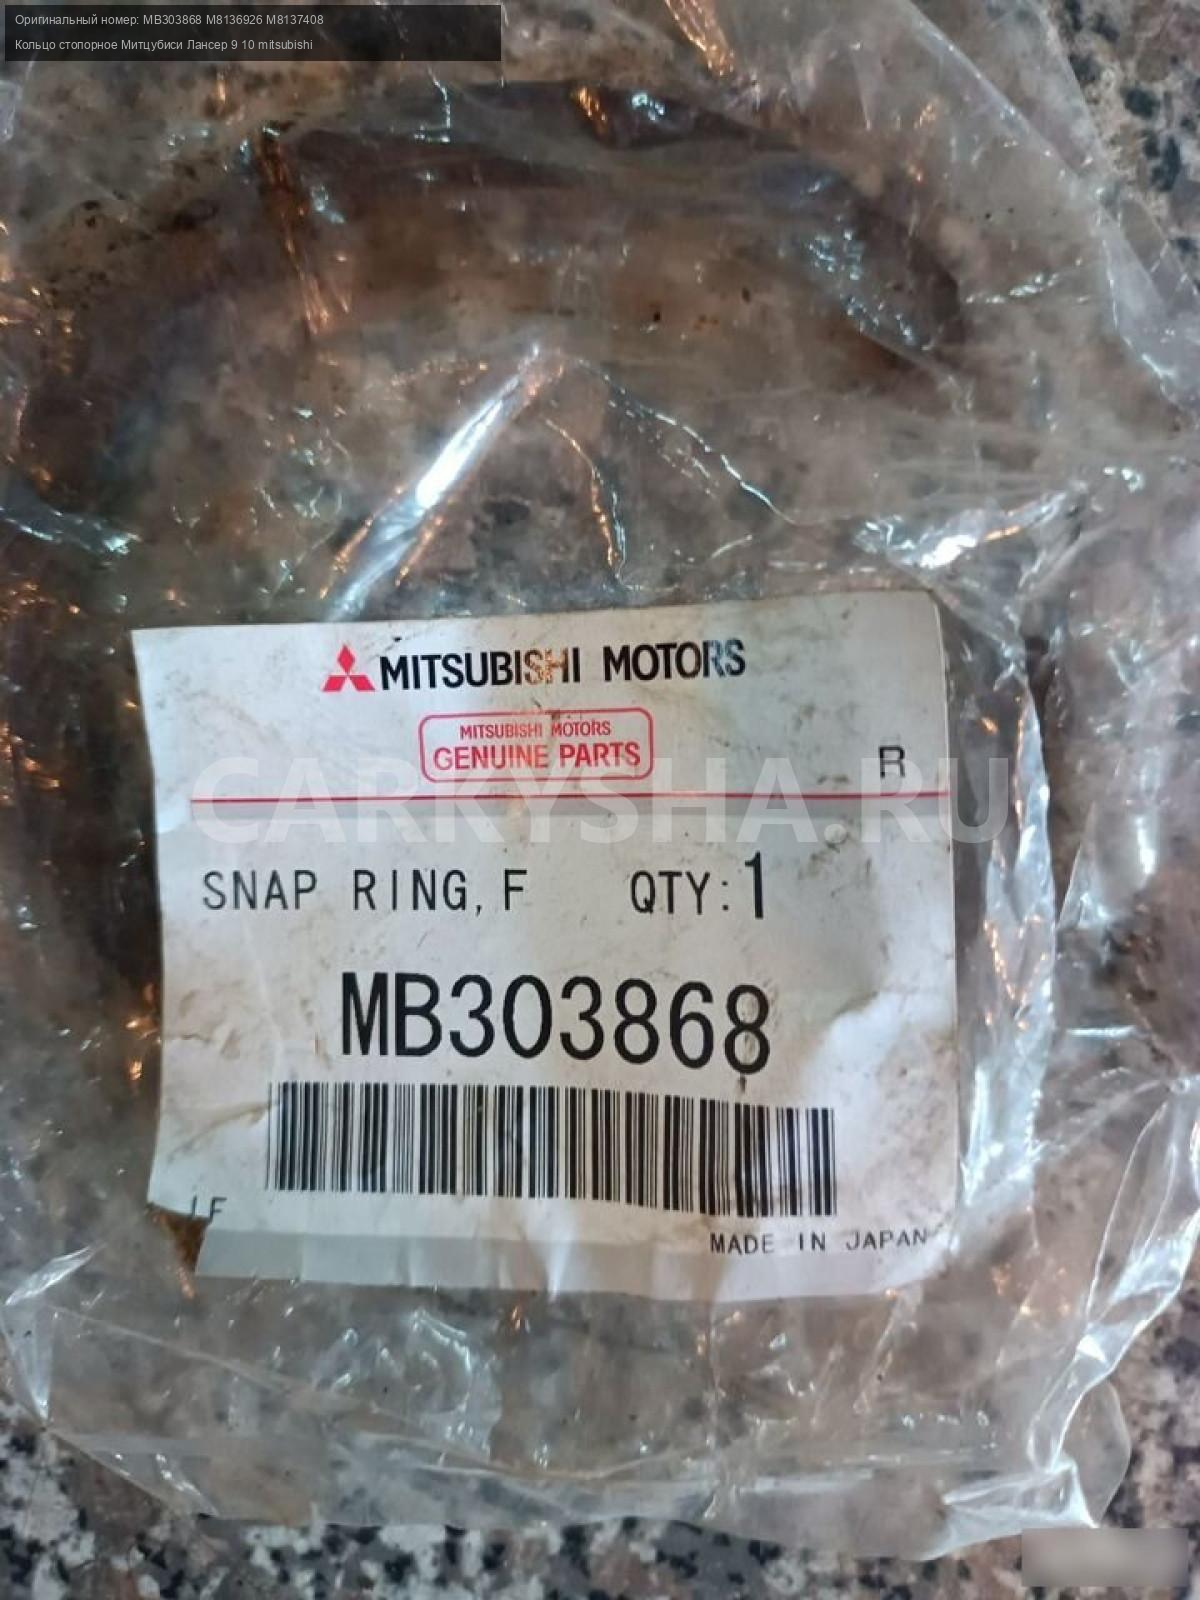 Оригинальный номер: MB303868 M8136926 M8137408
Кольцо стопорное Митцубиси Лансер 9 10 mitsubishi
MITSUBISHI MOTORS
MITSUBISHI MOTORS
GENUINE PARTS
R
CARKYSHA.RU
SNAP RING, F QTY: 1
MB303868
MADE IN JAPAN